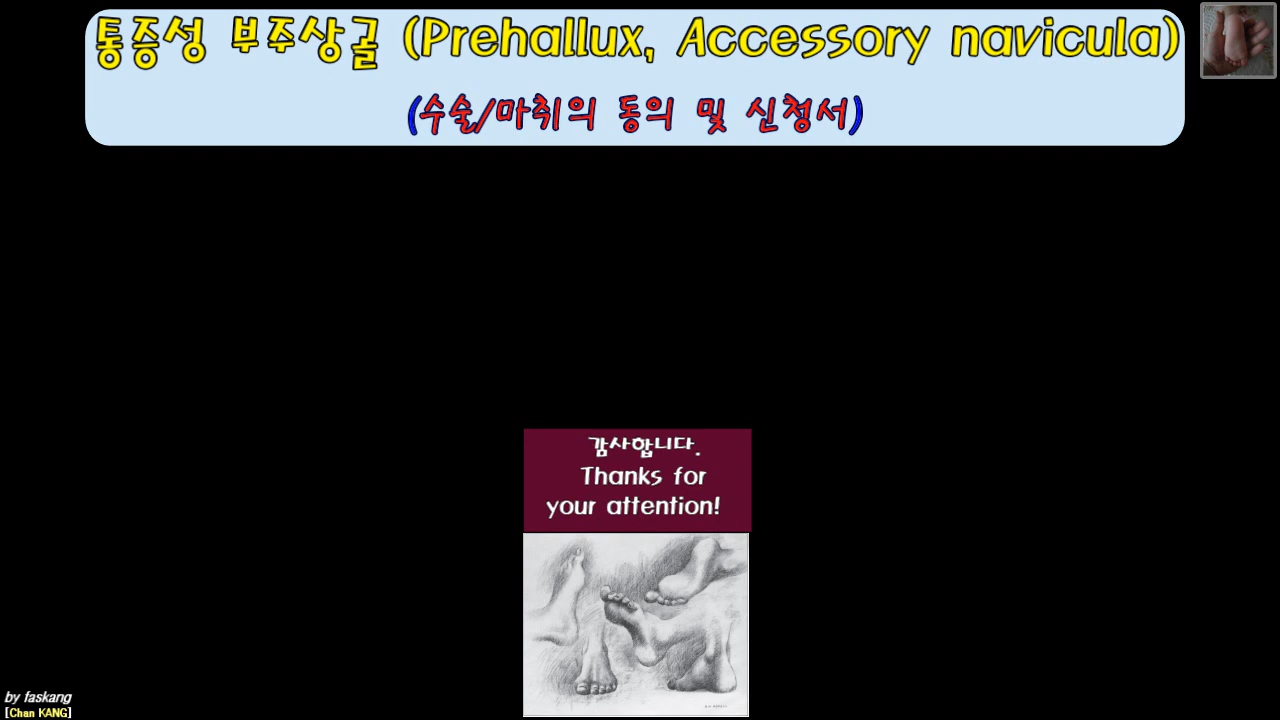 통증성 부주상골 (Prehallux, Accessory navicula)
(수술/마취의 동의 및 신청서)
감사합니다.
Thanks for
your attention!
by faskang
[Chan KANG]